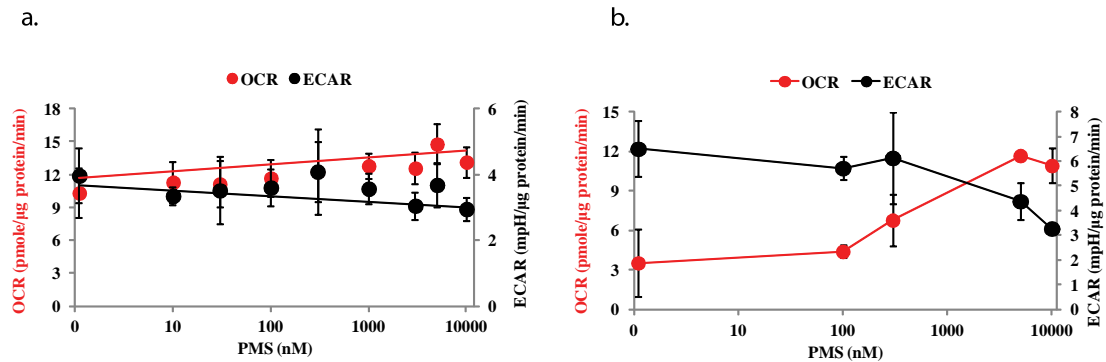 a.
OCR ECAR
18
15
12
9
6
3
0
OCR (pmole/µg protein/min)
6
4
2
0
ECAR (mpH/µg protein/min)
0 10 100 1000 10000
PMS (nM)
b.
OCR ECAR
15
12
9
6
3
0
OCR (pmole/µg protein/min)
8
7
6
5
4
3
2
1
0
ECAR (mpH/µg protein/min)
0 10 100 1000 10000
PMS (nM)